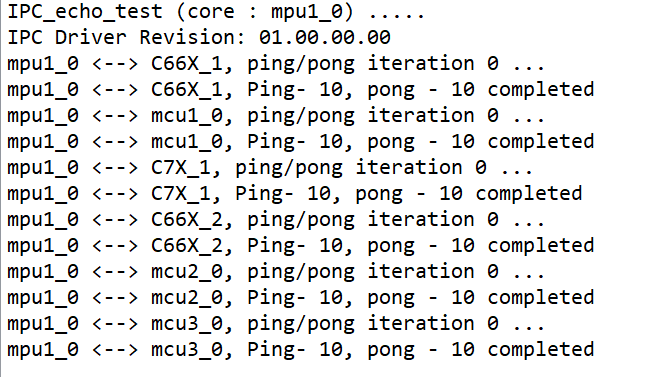 IPC_echo_test (core : mpu1_0) .....
IPC Driver Revision: 01.00.00.00
mpu1_0 <--> C66X_1, ping/pong iteration 0 ...
mpu1_0 <--> C66X_1, Ping- 10, pong - 10 completed
mpu1_0 <--> mcu1_0, ping/pong iteration 0 ...
mpu1_0 <--> mcu1_0, Ping- 10, pong - 10 completed
mpu1_0 <--> C7X_1, ping/pong iteration 0 ...
mpu1_0 <--> C7X_1, Ping- 10, pong - 10 completed
mpu1_0 <--> C66X_2, ping/pong iteration 0 ...
mpu1_0 <--> C66X_2, Ping- 10, pong - 10 completed
mpu1_0 <--> mcu2_0, ping/pong iteration 0 ...
mpu1_0 <--> mcu2_0, Ping- 10, pong - 10 completed
mpu1_0 <--> mcu3_0, ping/pong iteration 0 ...
mpu1_0 <--> mcu3_0, Ping- 10, pong - 10 completed